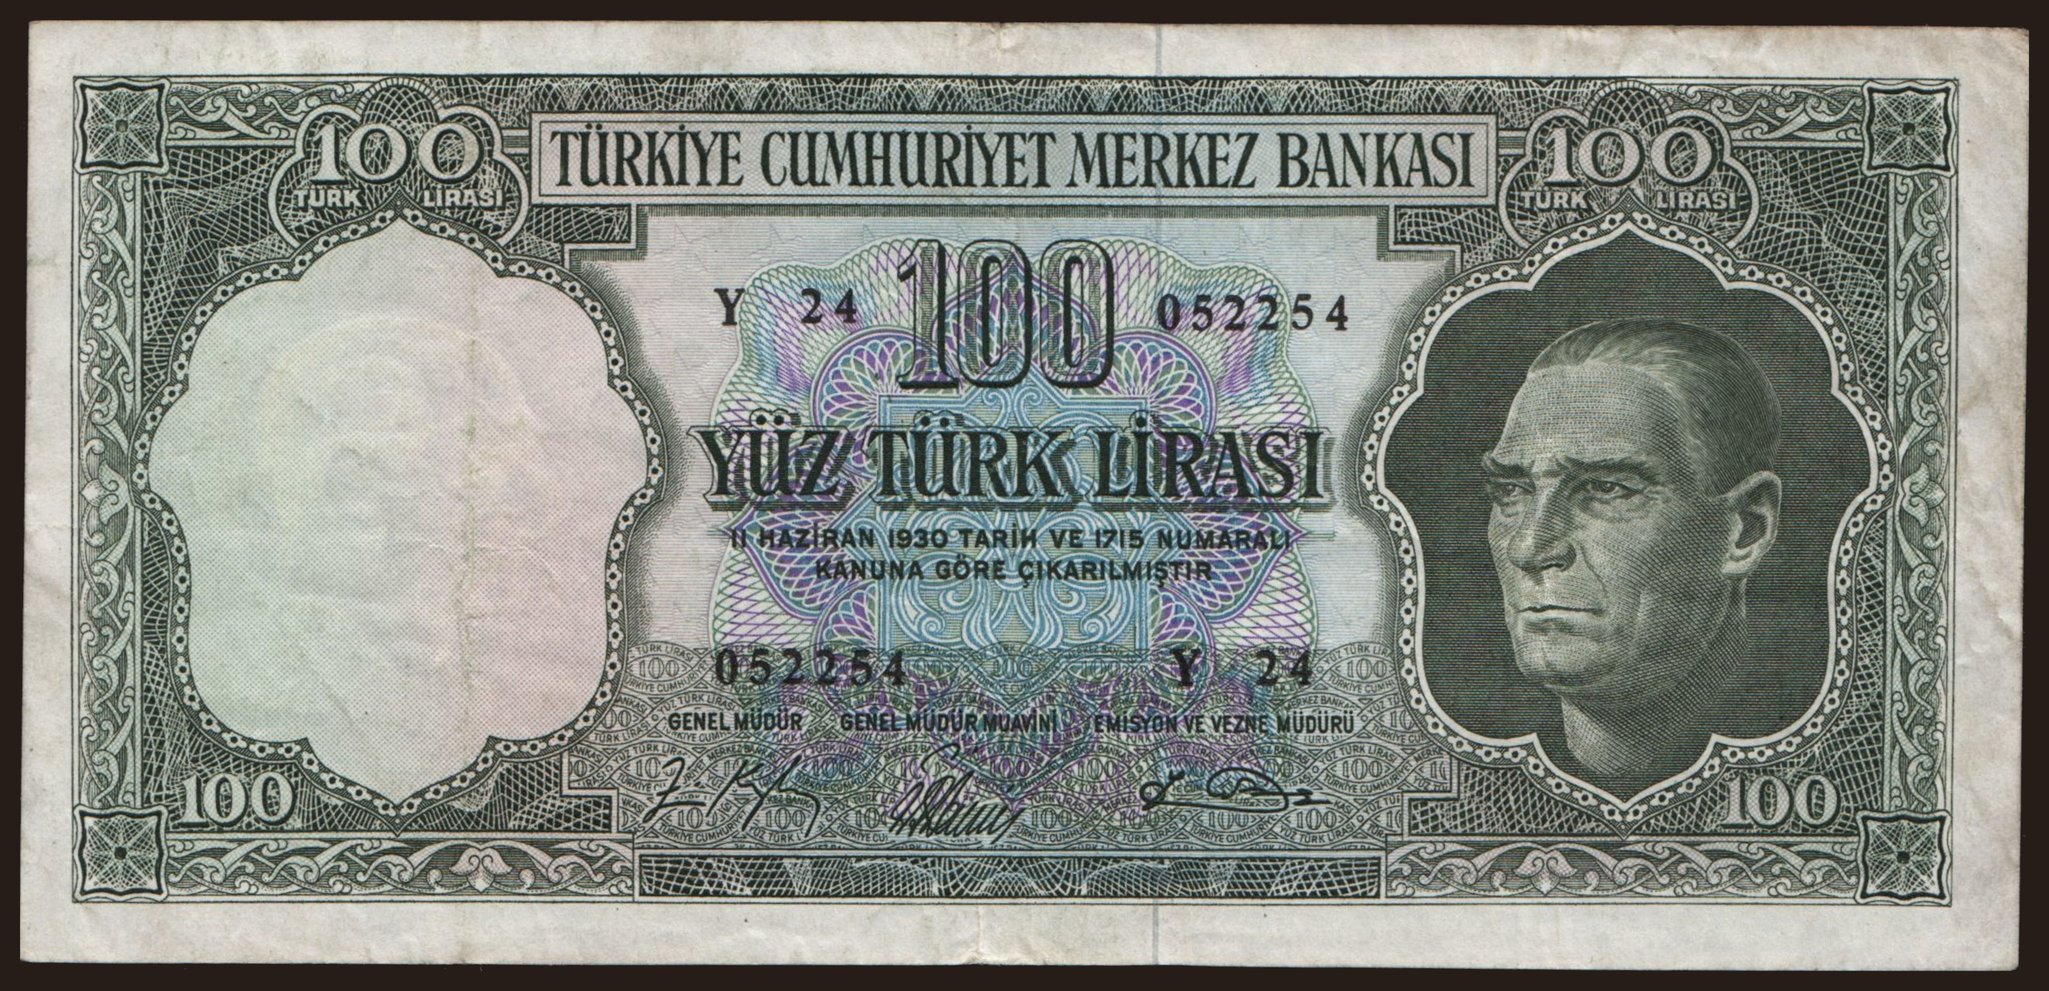 100
TÜRK LİRASI
TÜRKİYE CUMHURİYET MERKEZ BANKASI
100
TÜRK LİRASI
Y 24
100
052254
YÜZ TÜRK LİRASI
11 HAZİRAN 1930 TARİH VE 1715 NUMARALI
KANUNA GÖRE ÇIKARILMIŞTIR
052254
Y 24
GENEL MÜDÜR
GENEL MÜDÜR MUAVİNİ
EMİSYON VE VEZNE MÜDÜRÜ
100
100